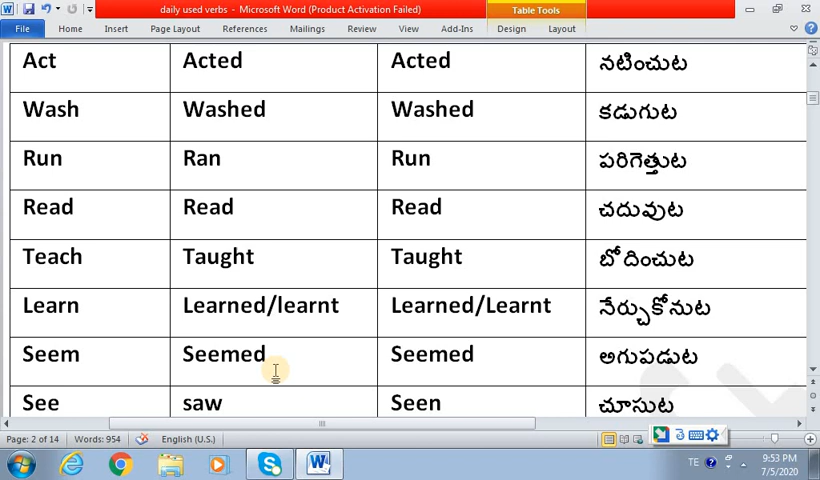 daily used verbs - Microsoft Word (Product Activation Failed)
Table Tools
File Home Insert Page Layout References Mailings Review View Add-Ins Design Layout
Act Acted Acted నటించుట
Wash Washed Washed కడుగుట
Run Ran Run పరిగెత్తుట
Read Read Read చదువుట
Teach Taught Taught బోదించుట
Learn Learned/learnt Learned/Learnt నేర్చుకోనుట
Seem Seemed Seemed అగుపడుట
See saw Seen చూసుట
Page: 2 of 14 Words: 954 English (U.S.)
TE 9:53 PM
7/5/2020